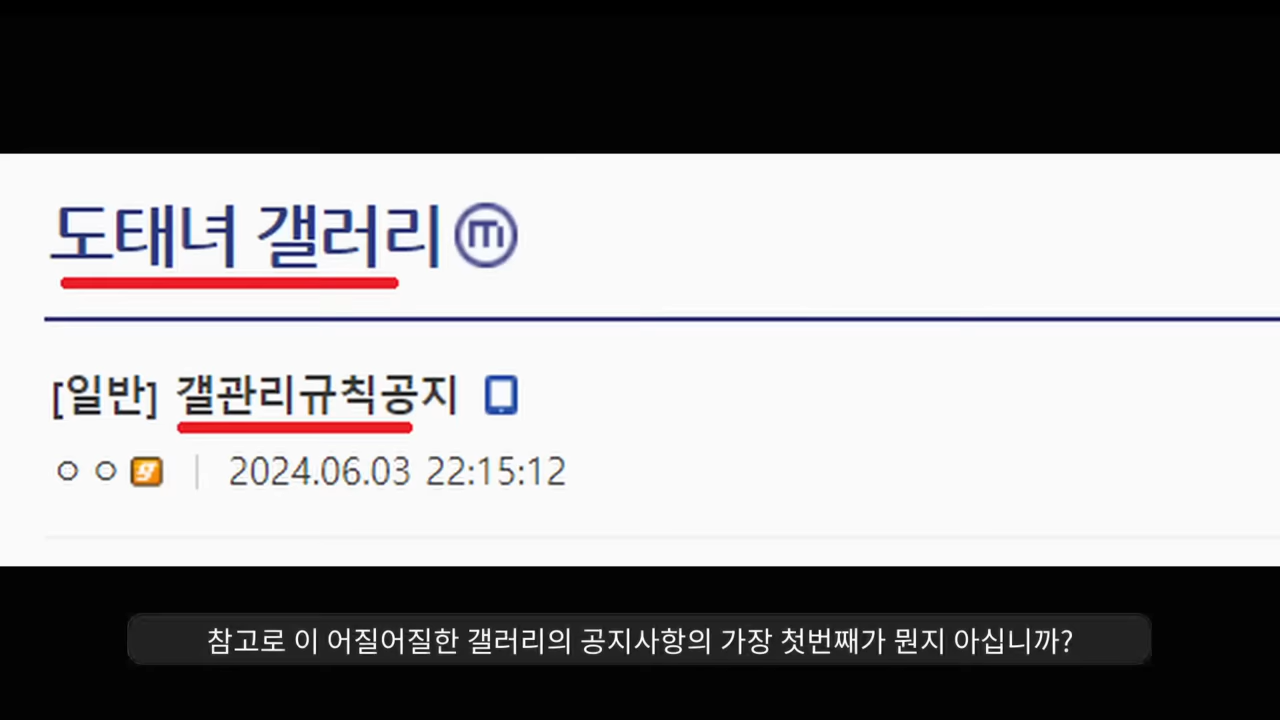 도태녀 갤러리 ⓜ
[일반] 갤관리규칙공지
ㅇㅇ g | 2024.06.03 22:15:12
참고로 이 어질어질한 갤러리의 공지사항의 가장 첫번째가 뭔지 아십니까?